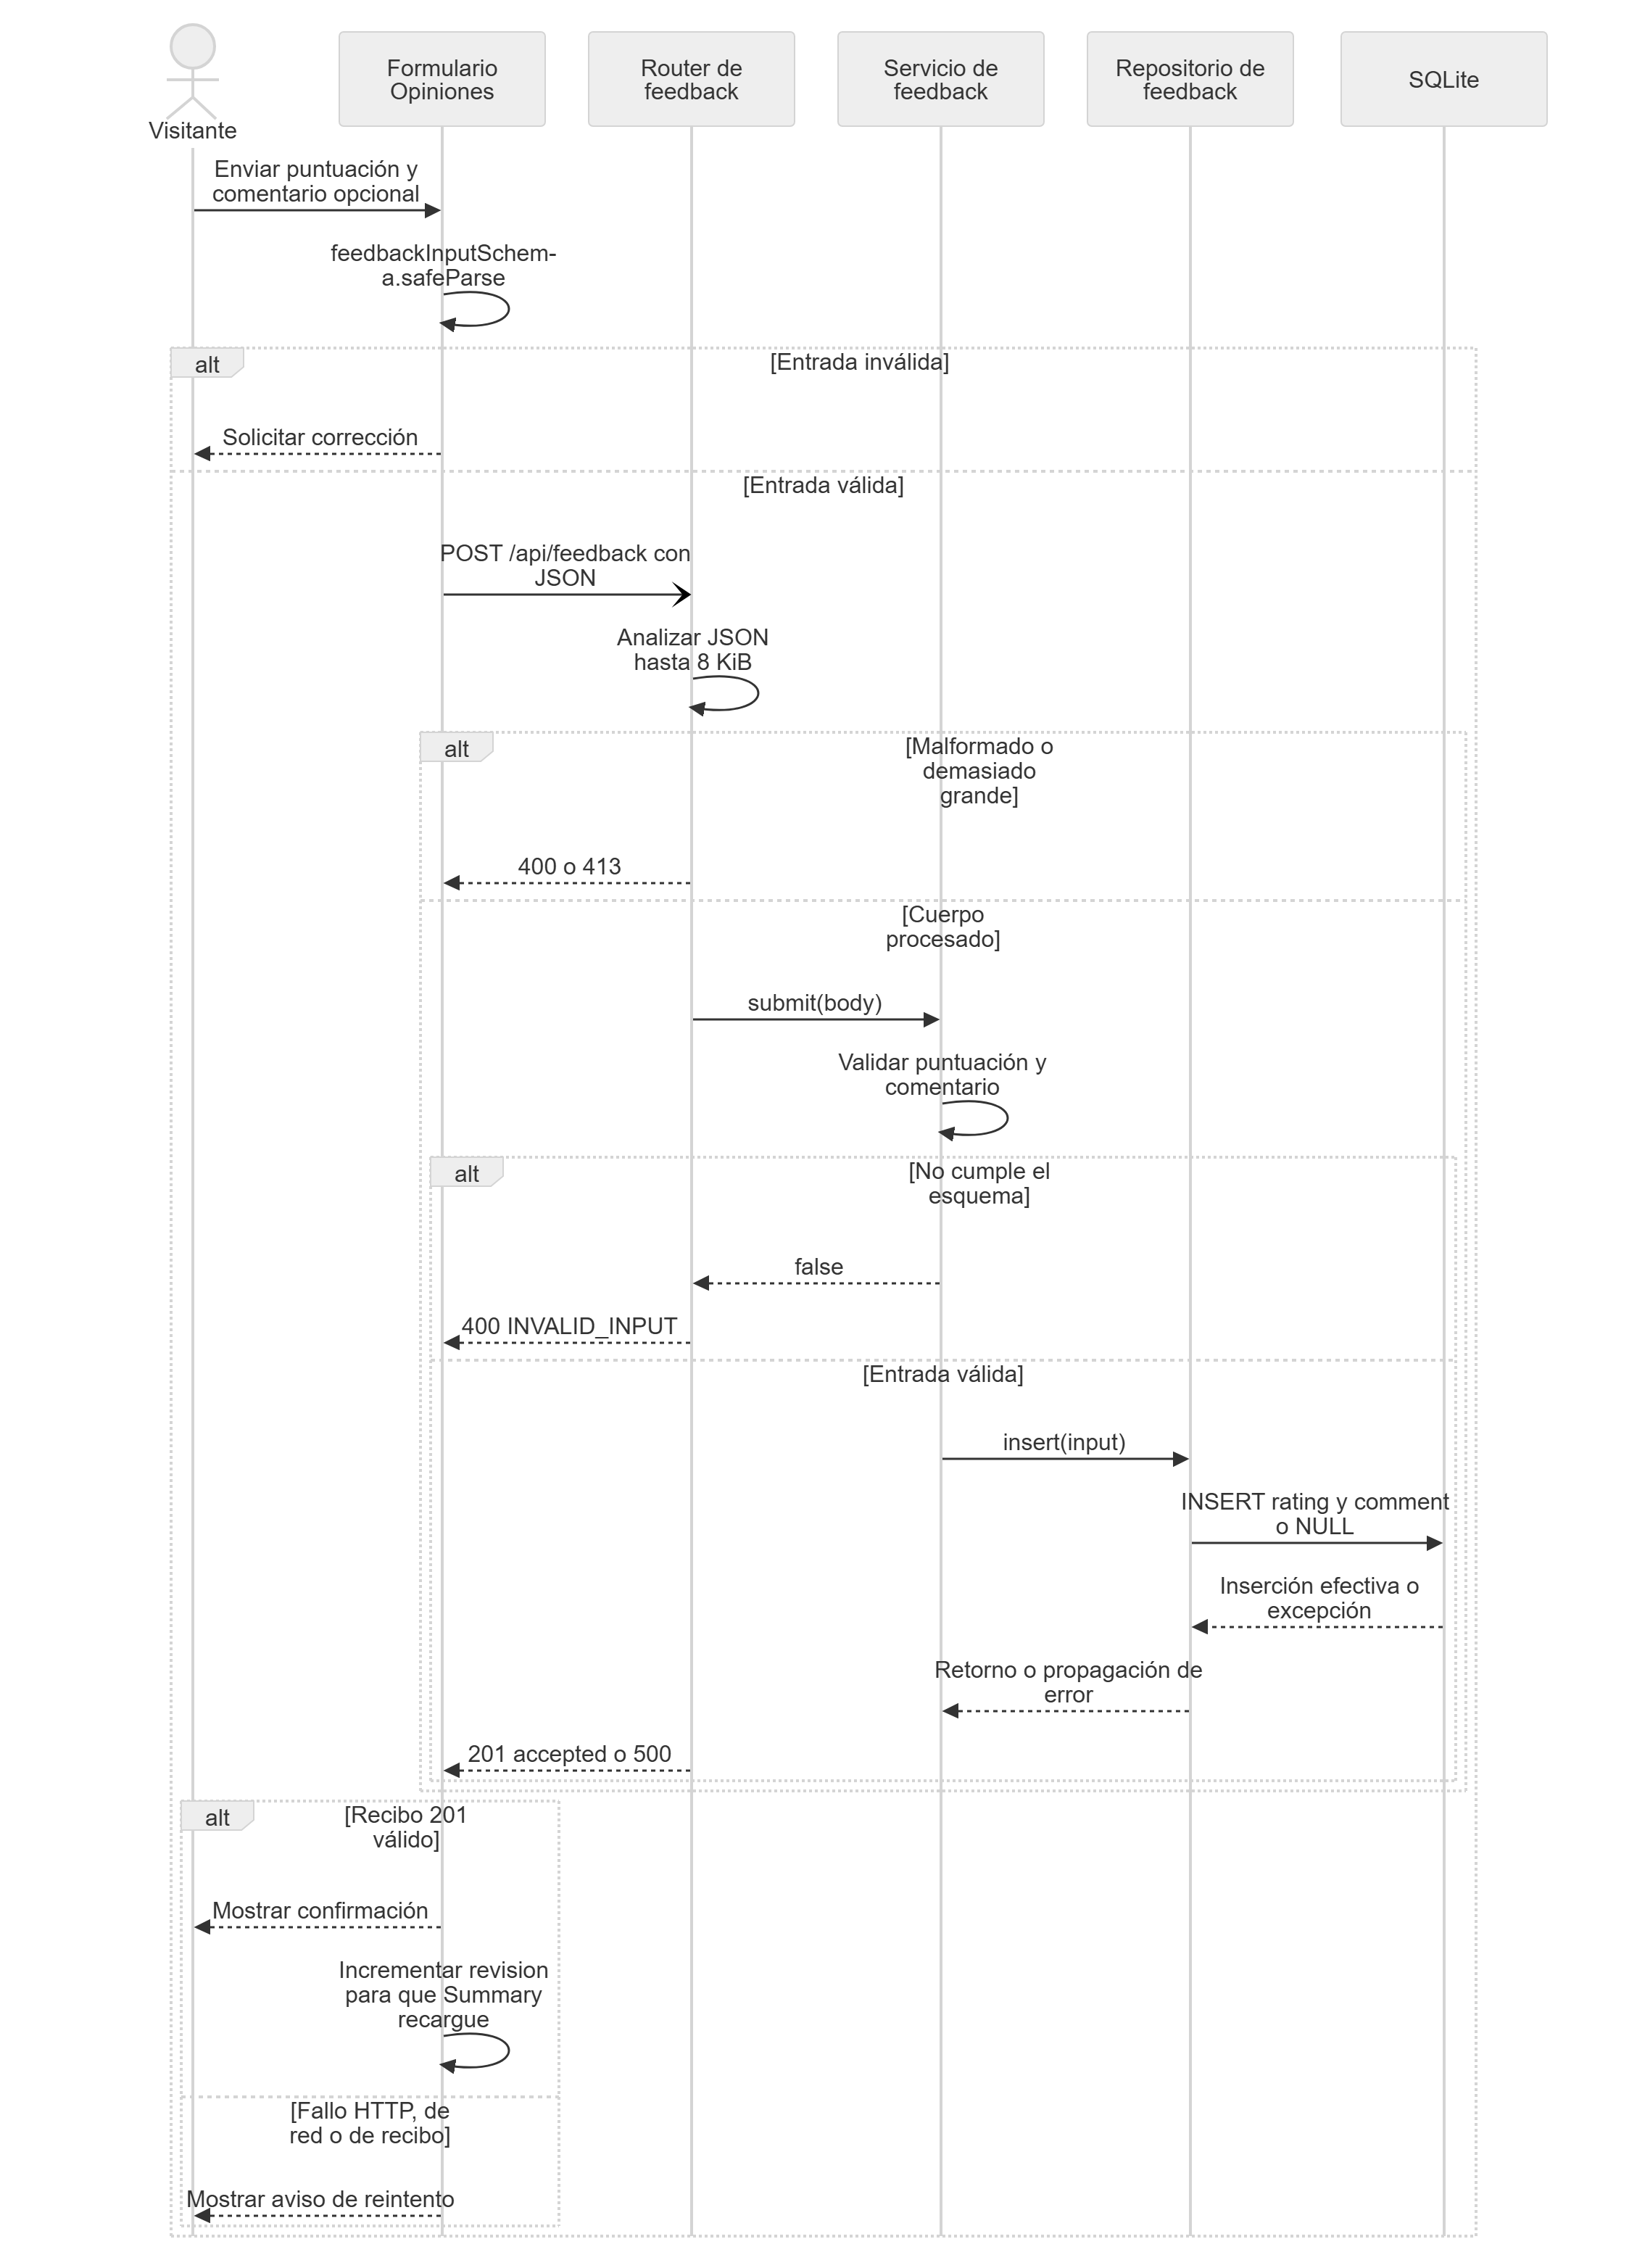 Visitante
Formulario
Opiniones
Router de
feedback
Servicio de
feedback
Repositorio de
feedback
SQLite
Enviar puntuación y
comentario opcional
feedbackInputSchem-
a.safeParse
alt
[Entrada inválida]
Solicitar corrección
[Entrada válida]
POST /api/feedback con
JSON
Analizar JSON
hasta 8 KiB
alt
[Malformado o
demasiado
grande]
400 o 413
[Cuerpo
procesado]
submit(body)
Validar puntuación y
comentario
alt
[No cumple el
esquema]
false
400 INVALID_INPUT
[Entrada válida]
insert(input)
INSERT rating y comment
o NULL
Inserción efectiva o
excepción
Retorno o propagación de
error
201 accepted o 500
alt
[Recibo 201
válido]
Mostrar confirmación
Incrementar revision
para que Summary
recargue
[Fallo HTTP, de
red o de recibo]
Mostrar aviso de reintento